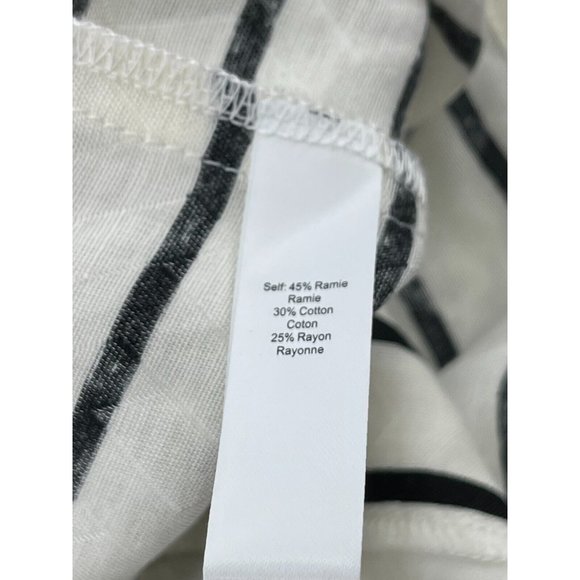 Self: 45% Ramie
Ramie
30% Cotton
Coton
25% Rayon
Rayonne